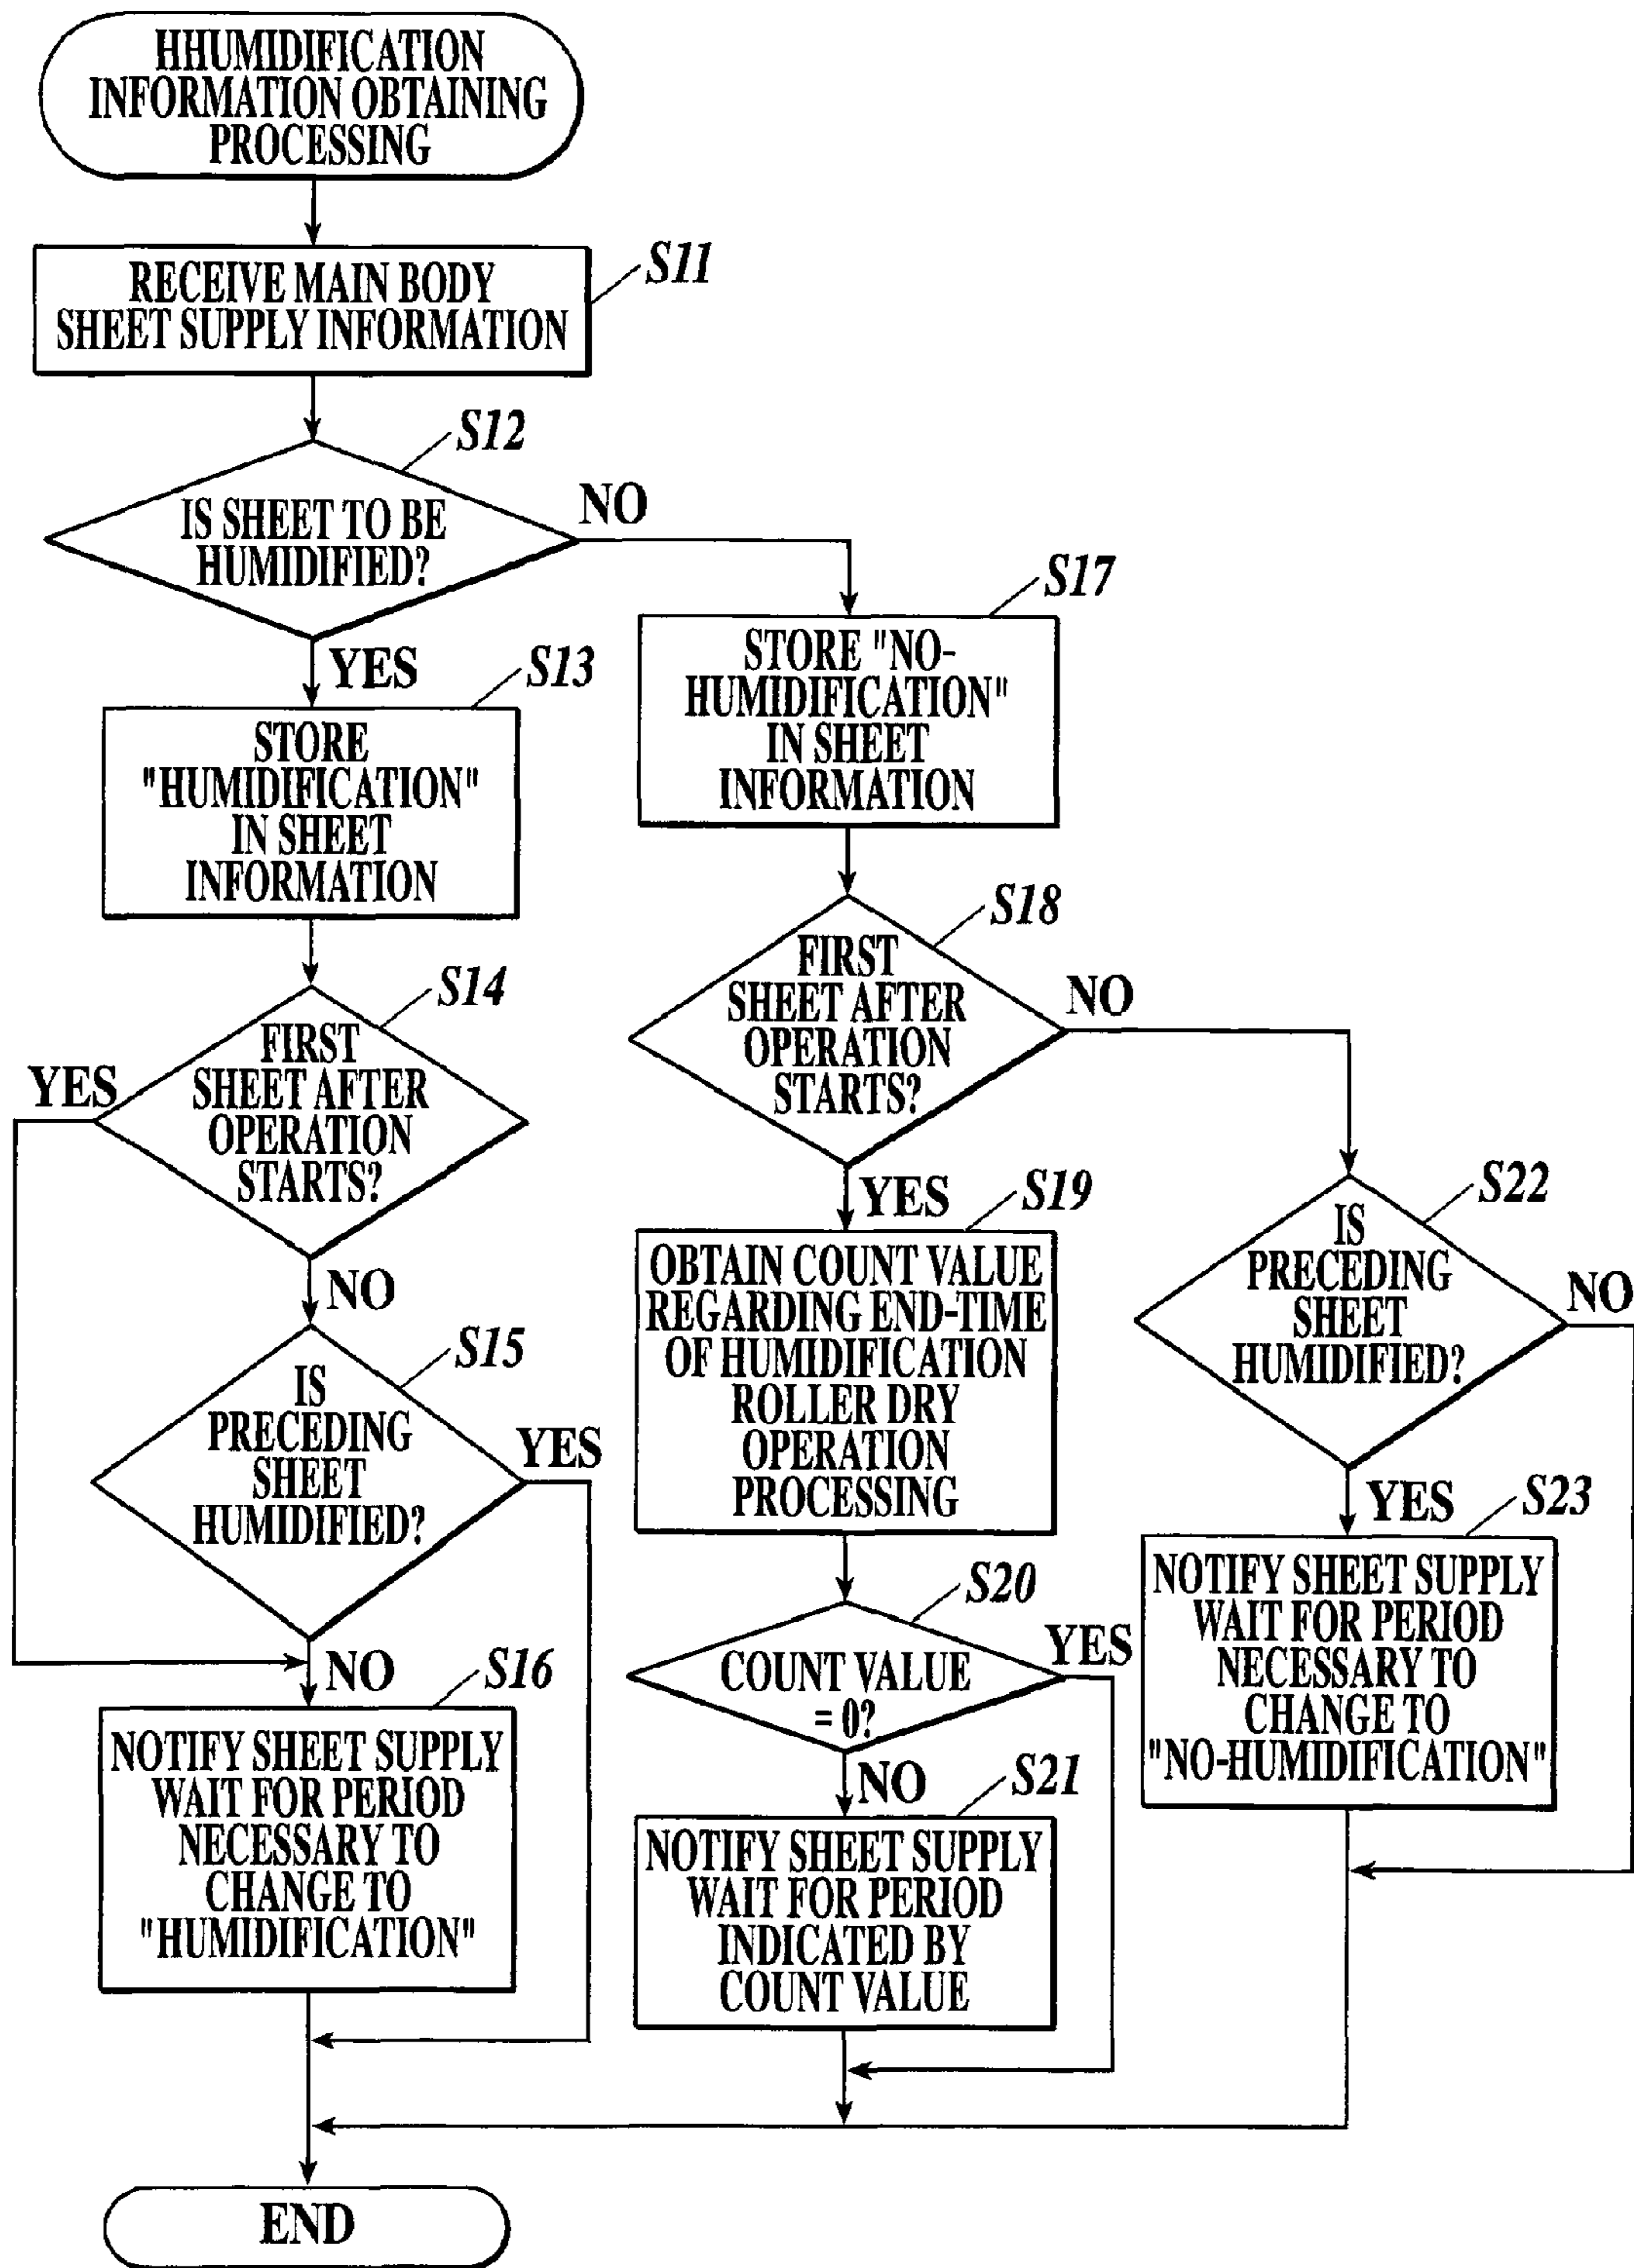 HHUMIDIFICATION
INFORMATION OBTAINING
PROCESSING
S11
RECEIVE MAIN BODY
SHEET SUPPLY INFORMATION
S12
IS SHEET TO BE
HUMIDIFIED?
NO
YES
S13
STORE
"HUMIDIFICATION"
IN SHEET
INFORMATION
S14
FIRST
SHEET AFTER
OPERATION
STARTS?
YES
NO
S15
IS
PRECEDING
SHEET
HUMIDIFIED?
YES
NO
S16
NOTIFY SHEET SUPPLY
WAIT FOR PERIOD
NECESSARY TO
CHANGE TO
"HUMIDIFICATION"
S17
STORE "NO-
HUMIDIFICATION"
IN SHEET
INFORMATION
S18
FIRST
SHEET AFTER
OPERATION
STARTS?
NO
YES
S19
OBTAIN COUNT VALUE
REGARDING END-TIME
OF HUMIDIFICATION
ROLLER DRY
OPERATION
PROCESSING
S20
COUNT VALUE
= 0?
YES
NO
S21
NOTIFY SHEET SUPPLY
WAIT FOR PERIOD
INDICATED BY
COUNT VALUE
S22
IS
PRECEDING
SHEET
HUMIDIFIED?
NO
YES
S23
NOTIFY SHEET SUPPLY
WAIT FOR PERIOD
NECESSARY TO
CHANGE TO
"NO-HUMIDIFICATION"
END